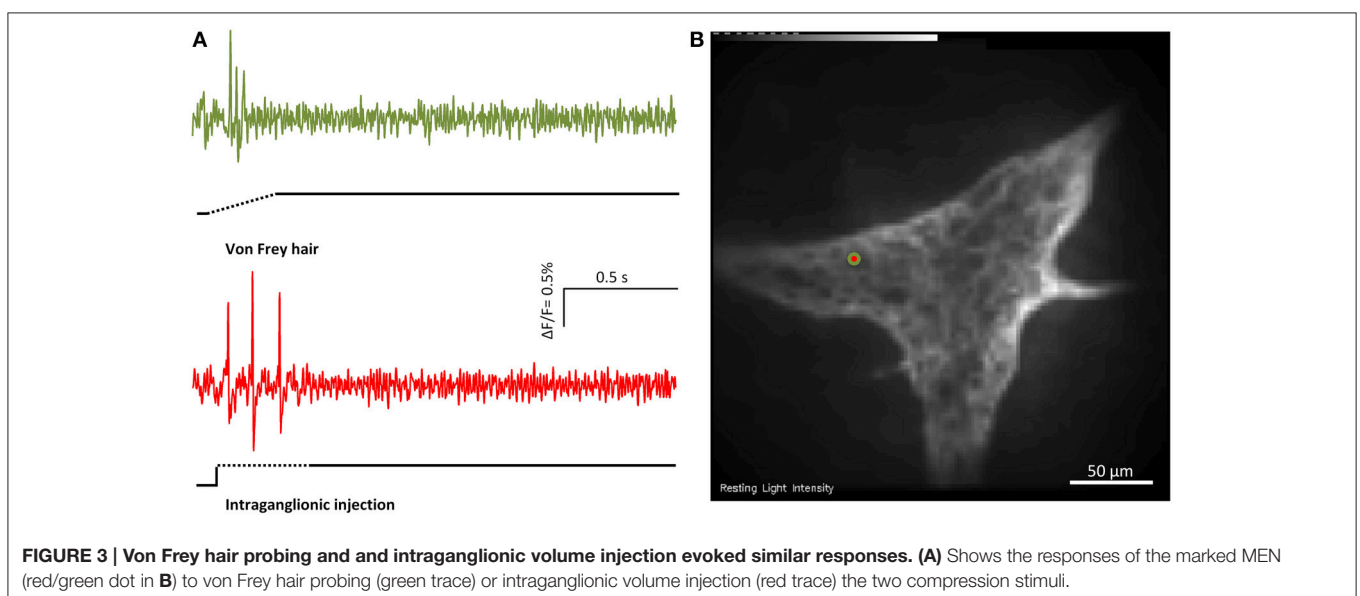 A
B
Von Frey hair
ΔF/F= 0.5%
0.5 s
Intraganglionic injection
Resting Light Intensity
50 µm
FIGURE 3 | Von Frey hair probing and and intraganglionic volume injection evoked similar responses. (A) Shows the responses of the marked MEN
(red/green dot in B) to von Frey hair probing (green trace) or intraganglionic volume injection (red trace) the two compression stimuli.